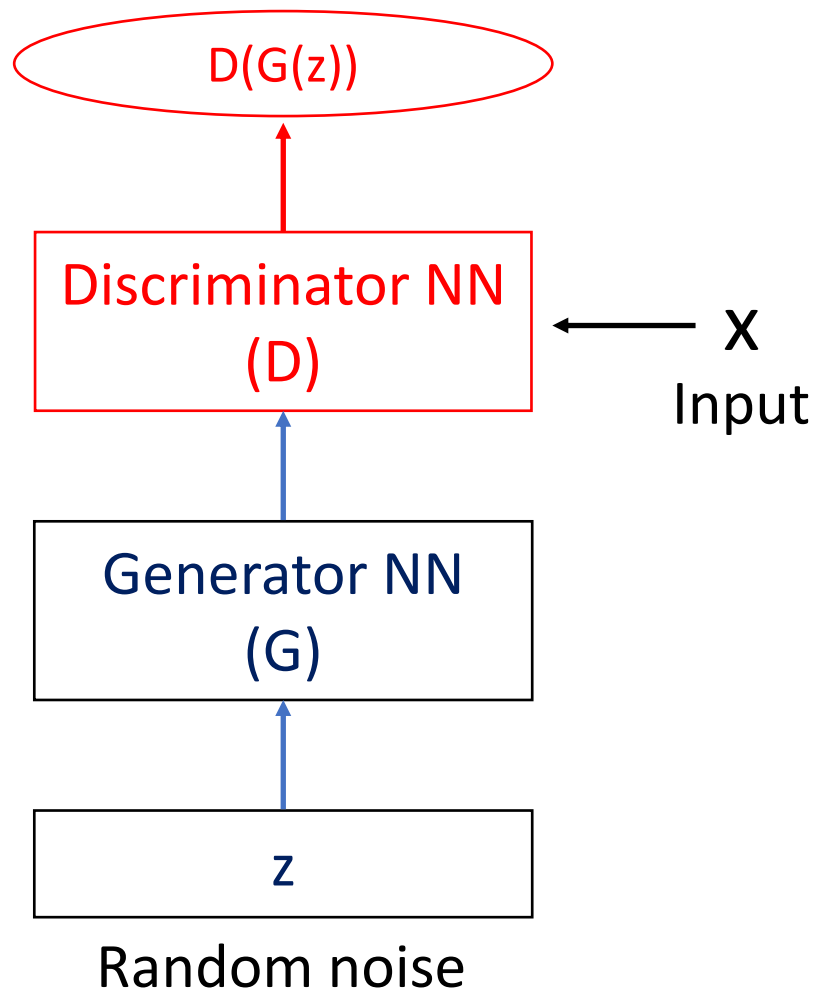 D(G(z))
Discriminator NN
(D)
x
Input
Generator NN
(G)
z
Random noise